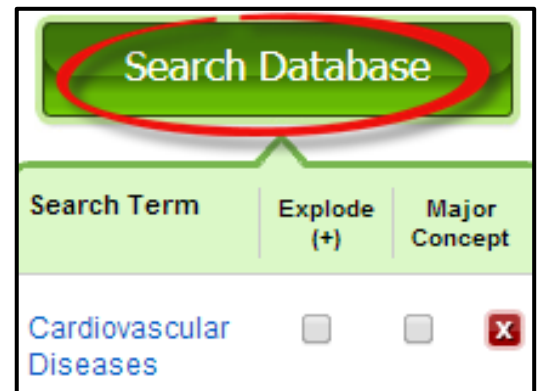 Search Database
Search Term Explode (+) Major Concept
Cardiovascular Diseases x